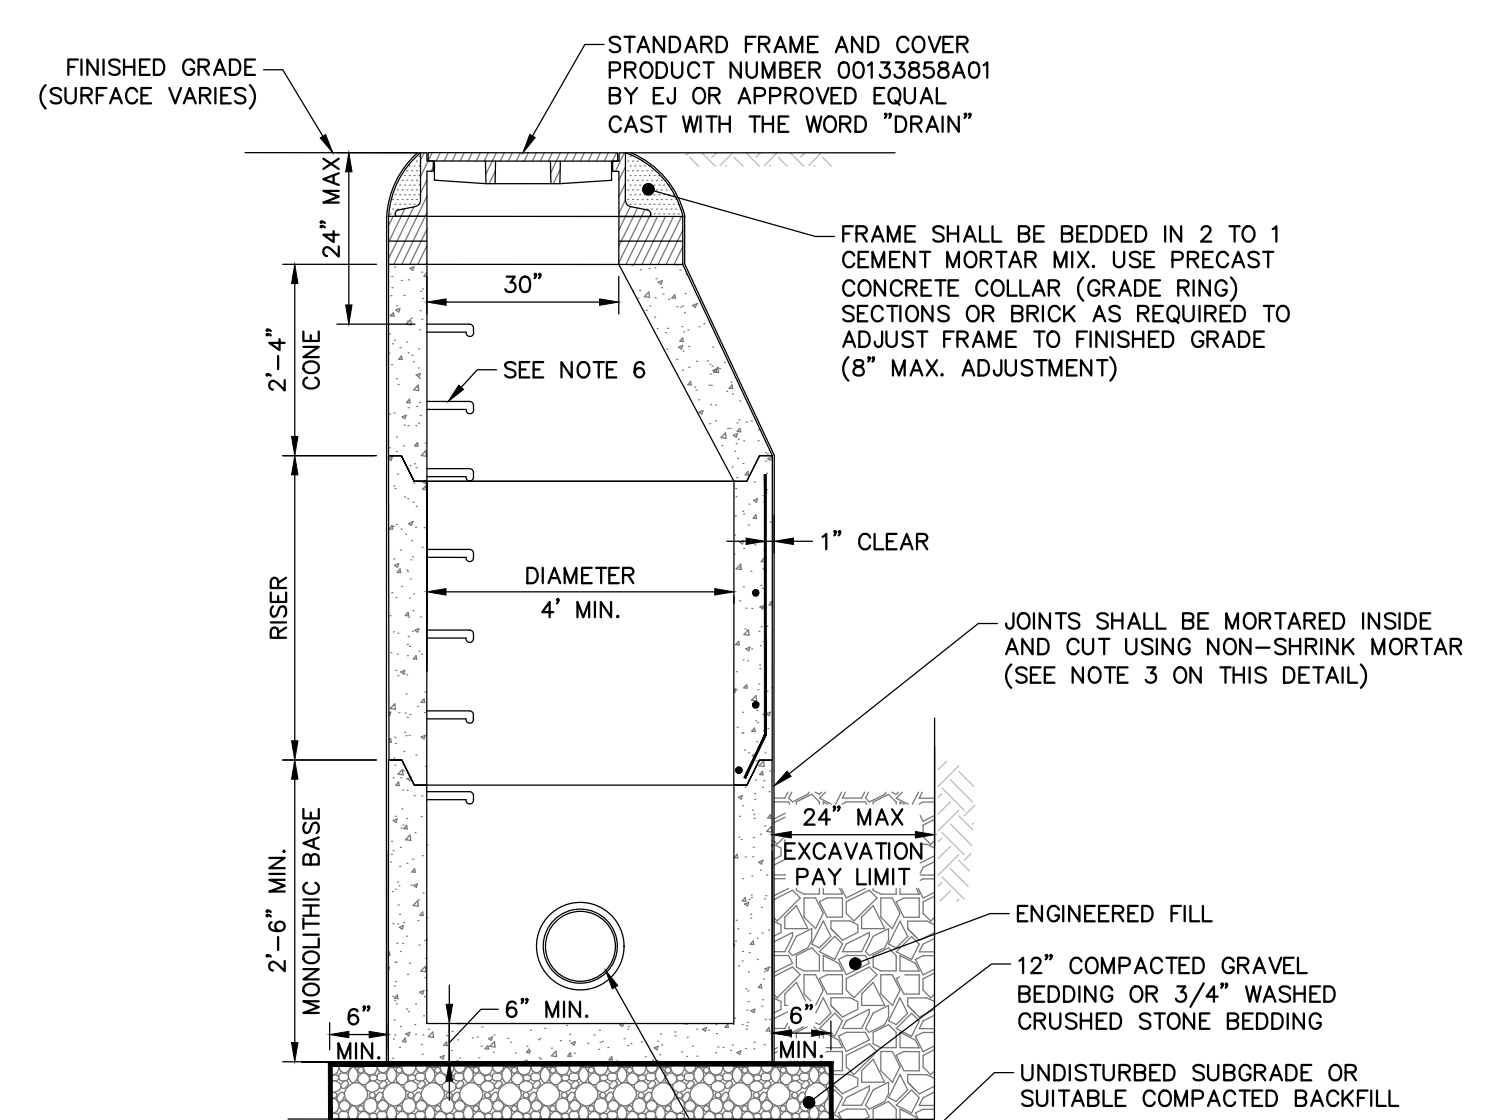 STANDARD FRAME AND COVER
PRODUCT NUMBER 00133858A01
BY EJ OR APPROVED EQUAL
CAST WITH THE WORD "DRAIN"
FINISHED GRADE
(SURFACE VARIES)
24" MAX
FRAME SHALL BE BEDDED IN 2 TO 1
CEMENT MORTAR MIX. USE PRECAST
CONCRETE COLLAR (GRADE RING)
SECTIONS OR BRICK AS REQUIRED TO
ADJUST FRAME TO FINISHED GRADE
(8" MAX. ADJUSTMENT)
30"
2'-4"
CONE
SEE NOTE 6
1" CLEAR
DIAMETER
4' MIN.
RISER
JOINTS SHALL BE MORTARED INSIDE
AND CUT USING NON-SHRINK MORTAR
(SEE NOTE 3 ON THIS DETAIL)
24" MAX
EXCAVATION
PAY LIMIT
2'-6" MIN.
MONOLITHIC BASE
ENGINEERED FILL
12" COMPACTED GRAVEL
BEDDING OR 3/4" WASHED
CRUSHED STONE BEDDING
6"
MIN.
6" MIN.
6"
MIN.
UNDISTURBED SUBGRADE OR
SUITABLE COMPACTED BACKFILL